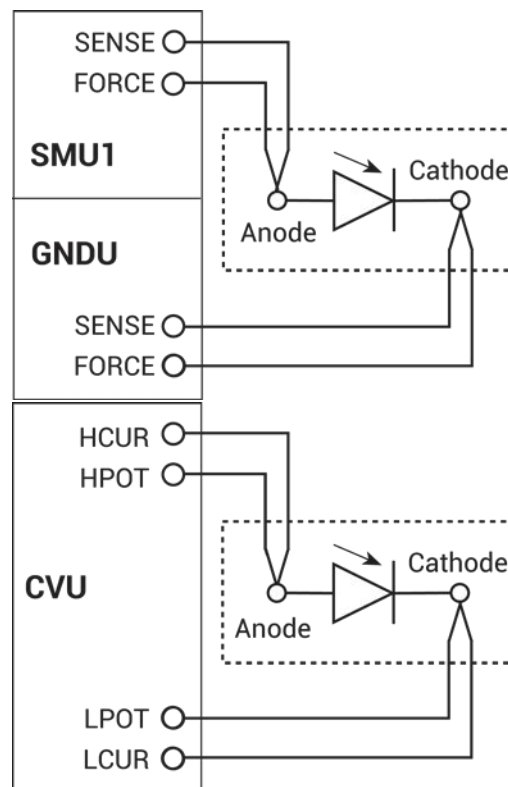 SENSE
FORCE
SMU1
Cathode
Anode
GNDU
SENSE
FORCE
HCUR
HPOT
Cathode
CVU
Anode
LPOT
LCUR